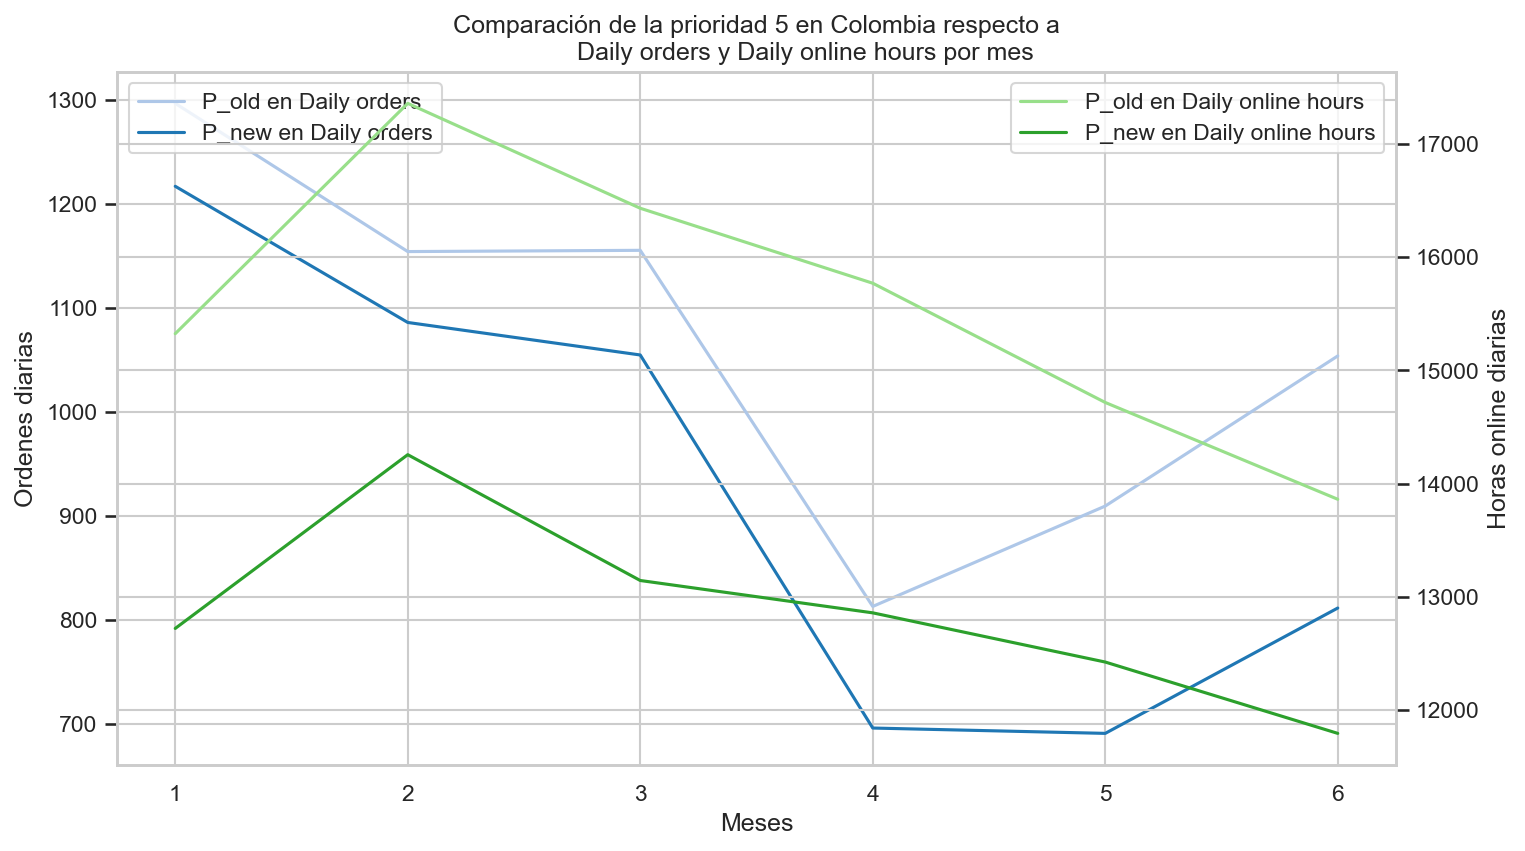 Comparación de la prioridad 5 en Colombia respecto a
Daily orders y Daily online hours por mes
P_old en Daily orders
P_new en Daily orders
P_old en Daily online hours
P_new en Daily online hours
Ordenes diarias
1300
1200
1100
1000
900
800
700
Horas online diarias
17000
16000
15000
14000
13000
12000
1 2 3 4 5 6
Meses